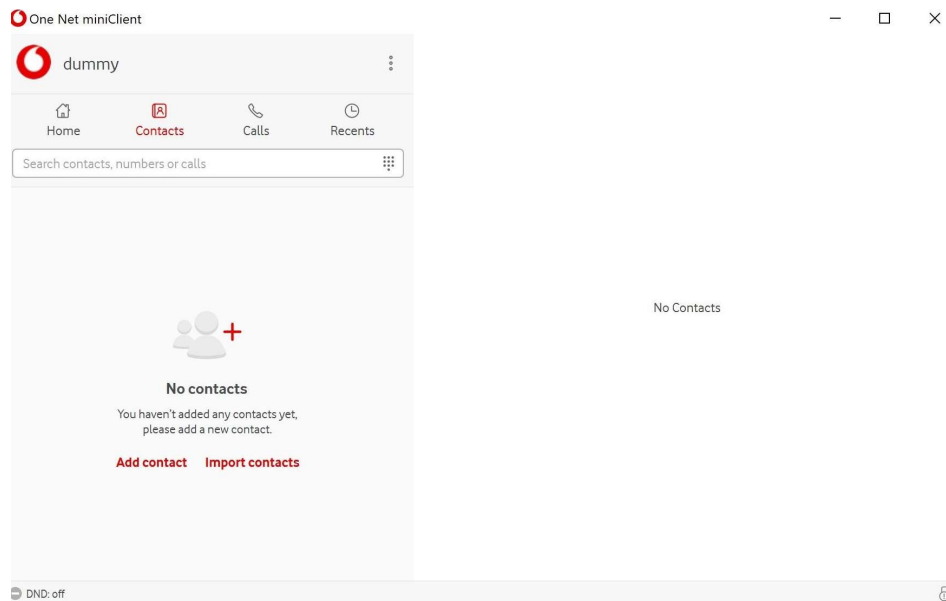 One Net miniClient
dummy
Home Contacts Calls Recents
Search contacts, numbers or calls
No Contacts
No contacts
You haven't added any contacts yet,
please add a new contact.
Add contact Import contacts
DND: off